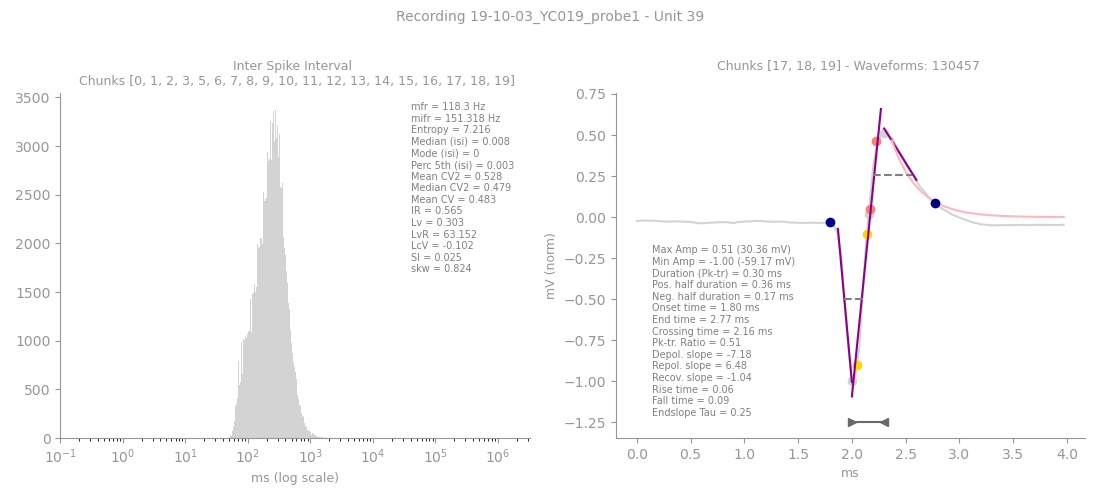 Recording 19-10-03_YC019_probe1 - Unit 39
Inter Spike Interval
Chunks [0, 1, 2, 3, 5, 6, 7, 8, 9, 10, 11, 12, 13, 14, 15, 16, 17, 18, 19]
3500
3000
2500
2000
1500
1000
500
0
mfr = 118.3 Hz
mifr = 151.318 Hz
Entropy = 7.216
Median (isi) = 0.008
Mode (isi) = 0
Perc 5th (isi) = 0.003
Mean CV2 = 0.528
Median CV2 = 0.479
Mean CV = 0.483
IR = 0.565
Lv = 0.303
LvR = 63.152
LcV = -0.102
SI = 0.025
skw = 0.824
10⁻¹ 10⁰ 10¹ 10² 10³ 10⁴ 10⁵ 10⁶
ms (log scale)
Chunks [17, 18, 19] - Waveforms: 130457
mV (norm)
0.75
0.50
0.25
0.00
−0.25
−0.50
−0.75
−1.00
−1.25
Max Amp = 0.51 (30.36 mV)
Min Amp = -1.00 (-59.17 mV)
Duration (Pk-tr) = 0.30 ms
Pos. half duration = 0.36 ms
Neg. half duration = 0.17 ms
Onset time = 1.80 ms
End time = 2.77 ms
Crossing time = 2.16 ms
Pk-tr. Ratio = 0.51
Depol. slope = -7.18
Repol. slope = 6.48
Recov. slope = -1.04
Rise time = 0.06
Fall time = 0.09
Endslope Tau = 0.25
0.0 0.5 1.0 1.5 2.0 2.5 3.0 3.5 4.0
ms